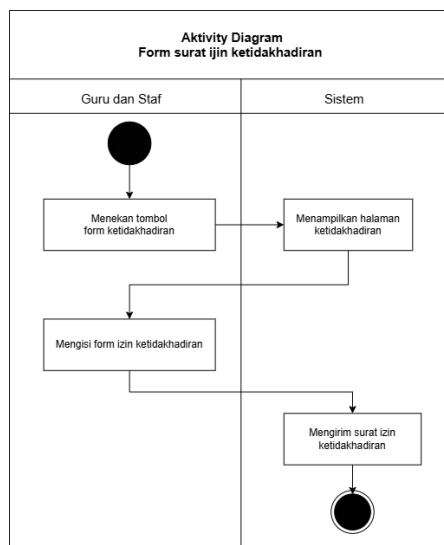 Aktivity Diagram
Form surat ijin ketidakhadiran
Guru dan Staf
Sistem
Menekan tombol
form ketidakhadiran
Menampilkan halaman
ketidakhadiran
Mengisi form izin ketidakhadiran
Mengirim surat izin
ketidakhadiran